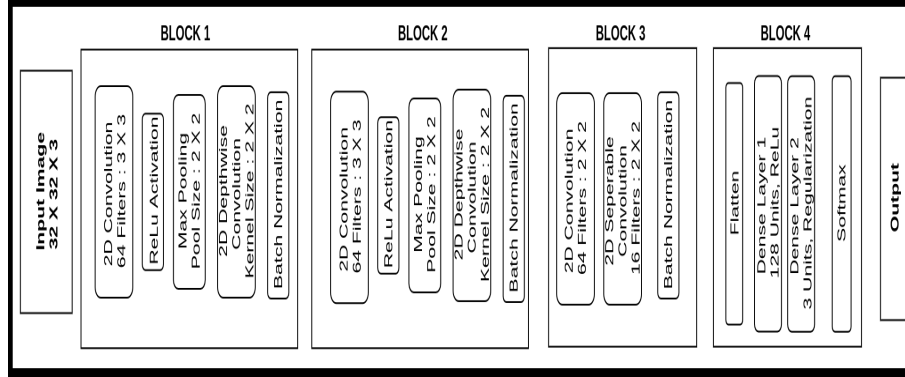 Input Image
32 X 32 X 3
BLOCK 1
2D Convolution
64 Filters : 3 X 3
ReLu Activation
Max Pooling
Pool Size : 2 X 2
2D Depthwise
Convolution
Kernel Size : 2 X 2
Batch Normalization
BLOCK 2
2D Convolution
64 Filters : 3 X 3
ReLu Activation
Max Pooling
Pool Size : 2 X 2
2D Depthwise
Convolution
Kernel Size : 2 X 2
Batch Normalization
BLOCK 3
2D Convolution
64 Filters : 2 X 2
2D Seperable
Convolution
16 Filters : 2 X 2
Batch Normalization
BLOCK 4
Flatten
Dense Layer 1
128 Units, ReLu
Dense Layer 2
3 Units, Regularization
Softmax
Output